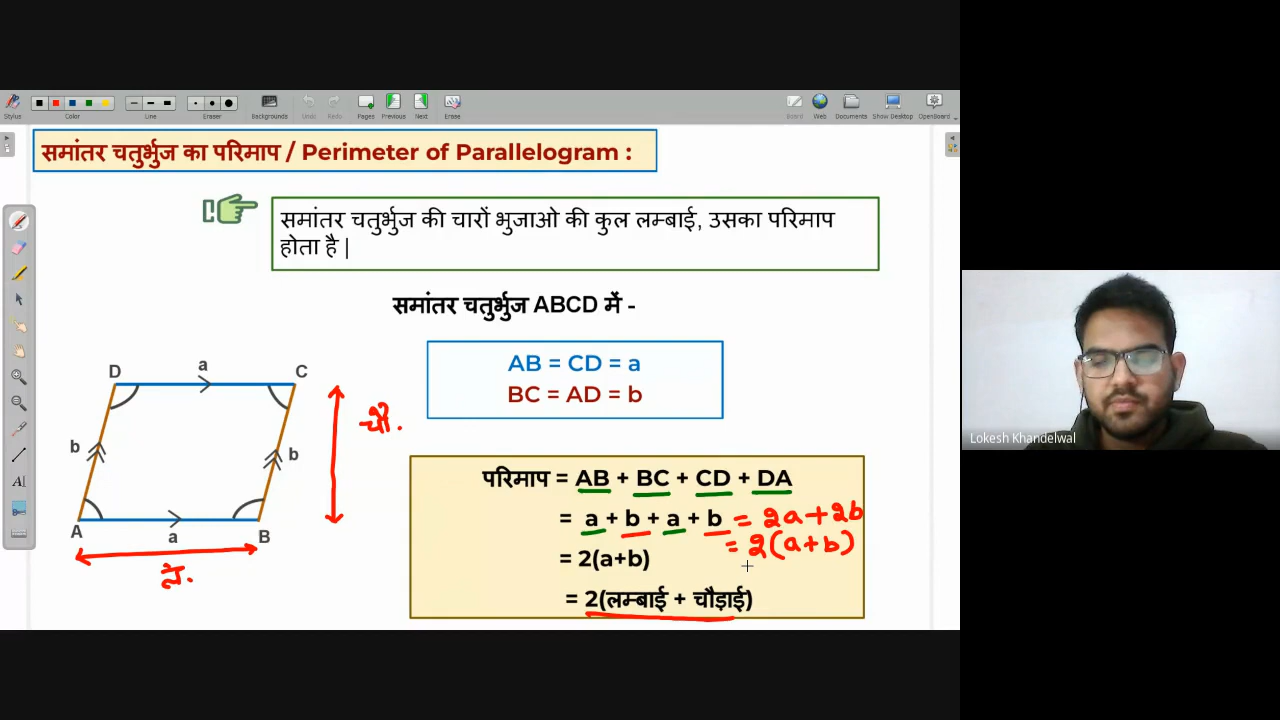 Stylus
Color
Line
Eraser
Backgrounds
Undo
Redo
Pages
Previous
Next
Erase
Board
Web
Documents
Show Desktop
OpenBoard
समांतर चतुर्भुज का परिमाप / Perimeter of Parallelogram :
समांतर चतुर्भुज की चारों भुजाओ की कुल लम्बाई, उसका परिमाप
होता है |
समांतर चतुर्भुज ABCD में -
AB = CD = a
BC = AD = b
D a C
चौ.
b b
A a B
ल.
परिमाप = AB + BC + CD + DA
= a + b + a + b = 2a+2b
= 2(a+b) = 2(a+b)
= 2(लम्बाई + चौड़ाई)
AI
Lokesh Khandelwal